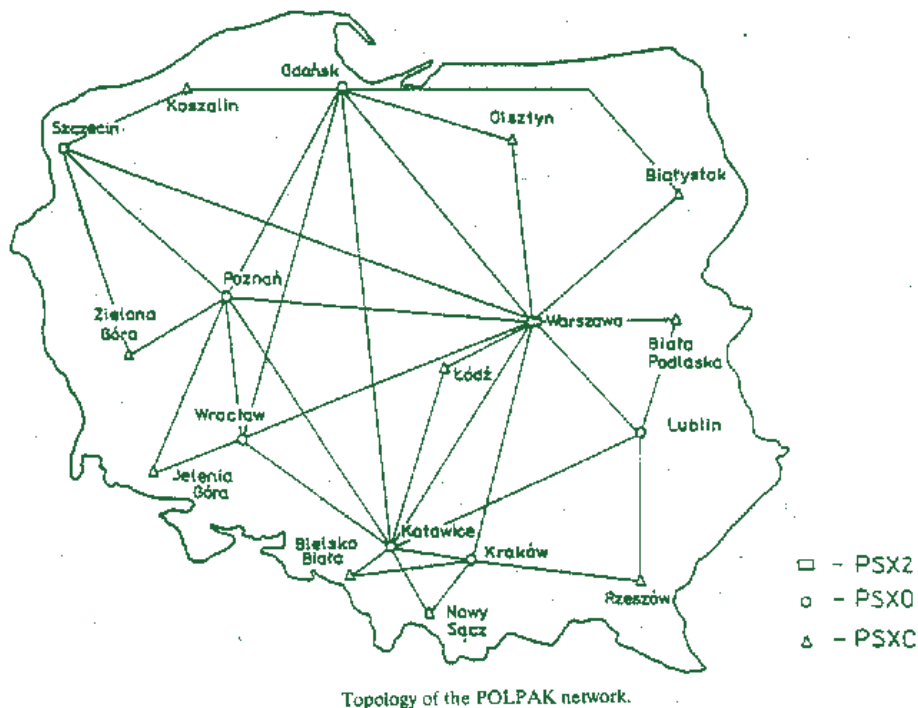 Gdańsk
Koszalin
Olsztyn
Szczecin
Białystok
Poznań
Zielona
Góra
Warszawa
Biała
Podlaska
Łódź
Wrocław
Lublin
Jelenia
Góra
Katowice
Bielsko
Biała
Kraków
Rzeszów
Nowy
Sącz
□ - PSX2
○ - PSX0
△ - PSXC
Topology of the POLPAK network.